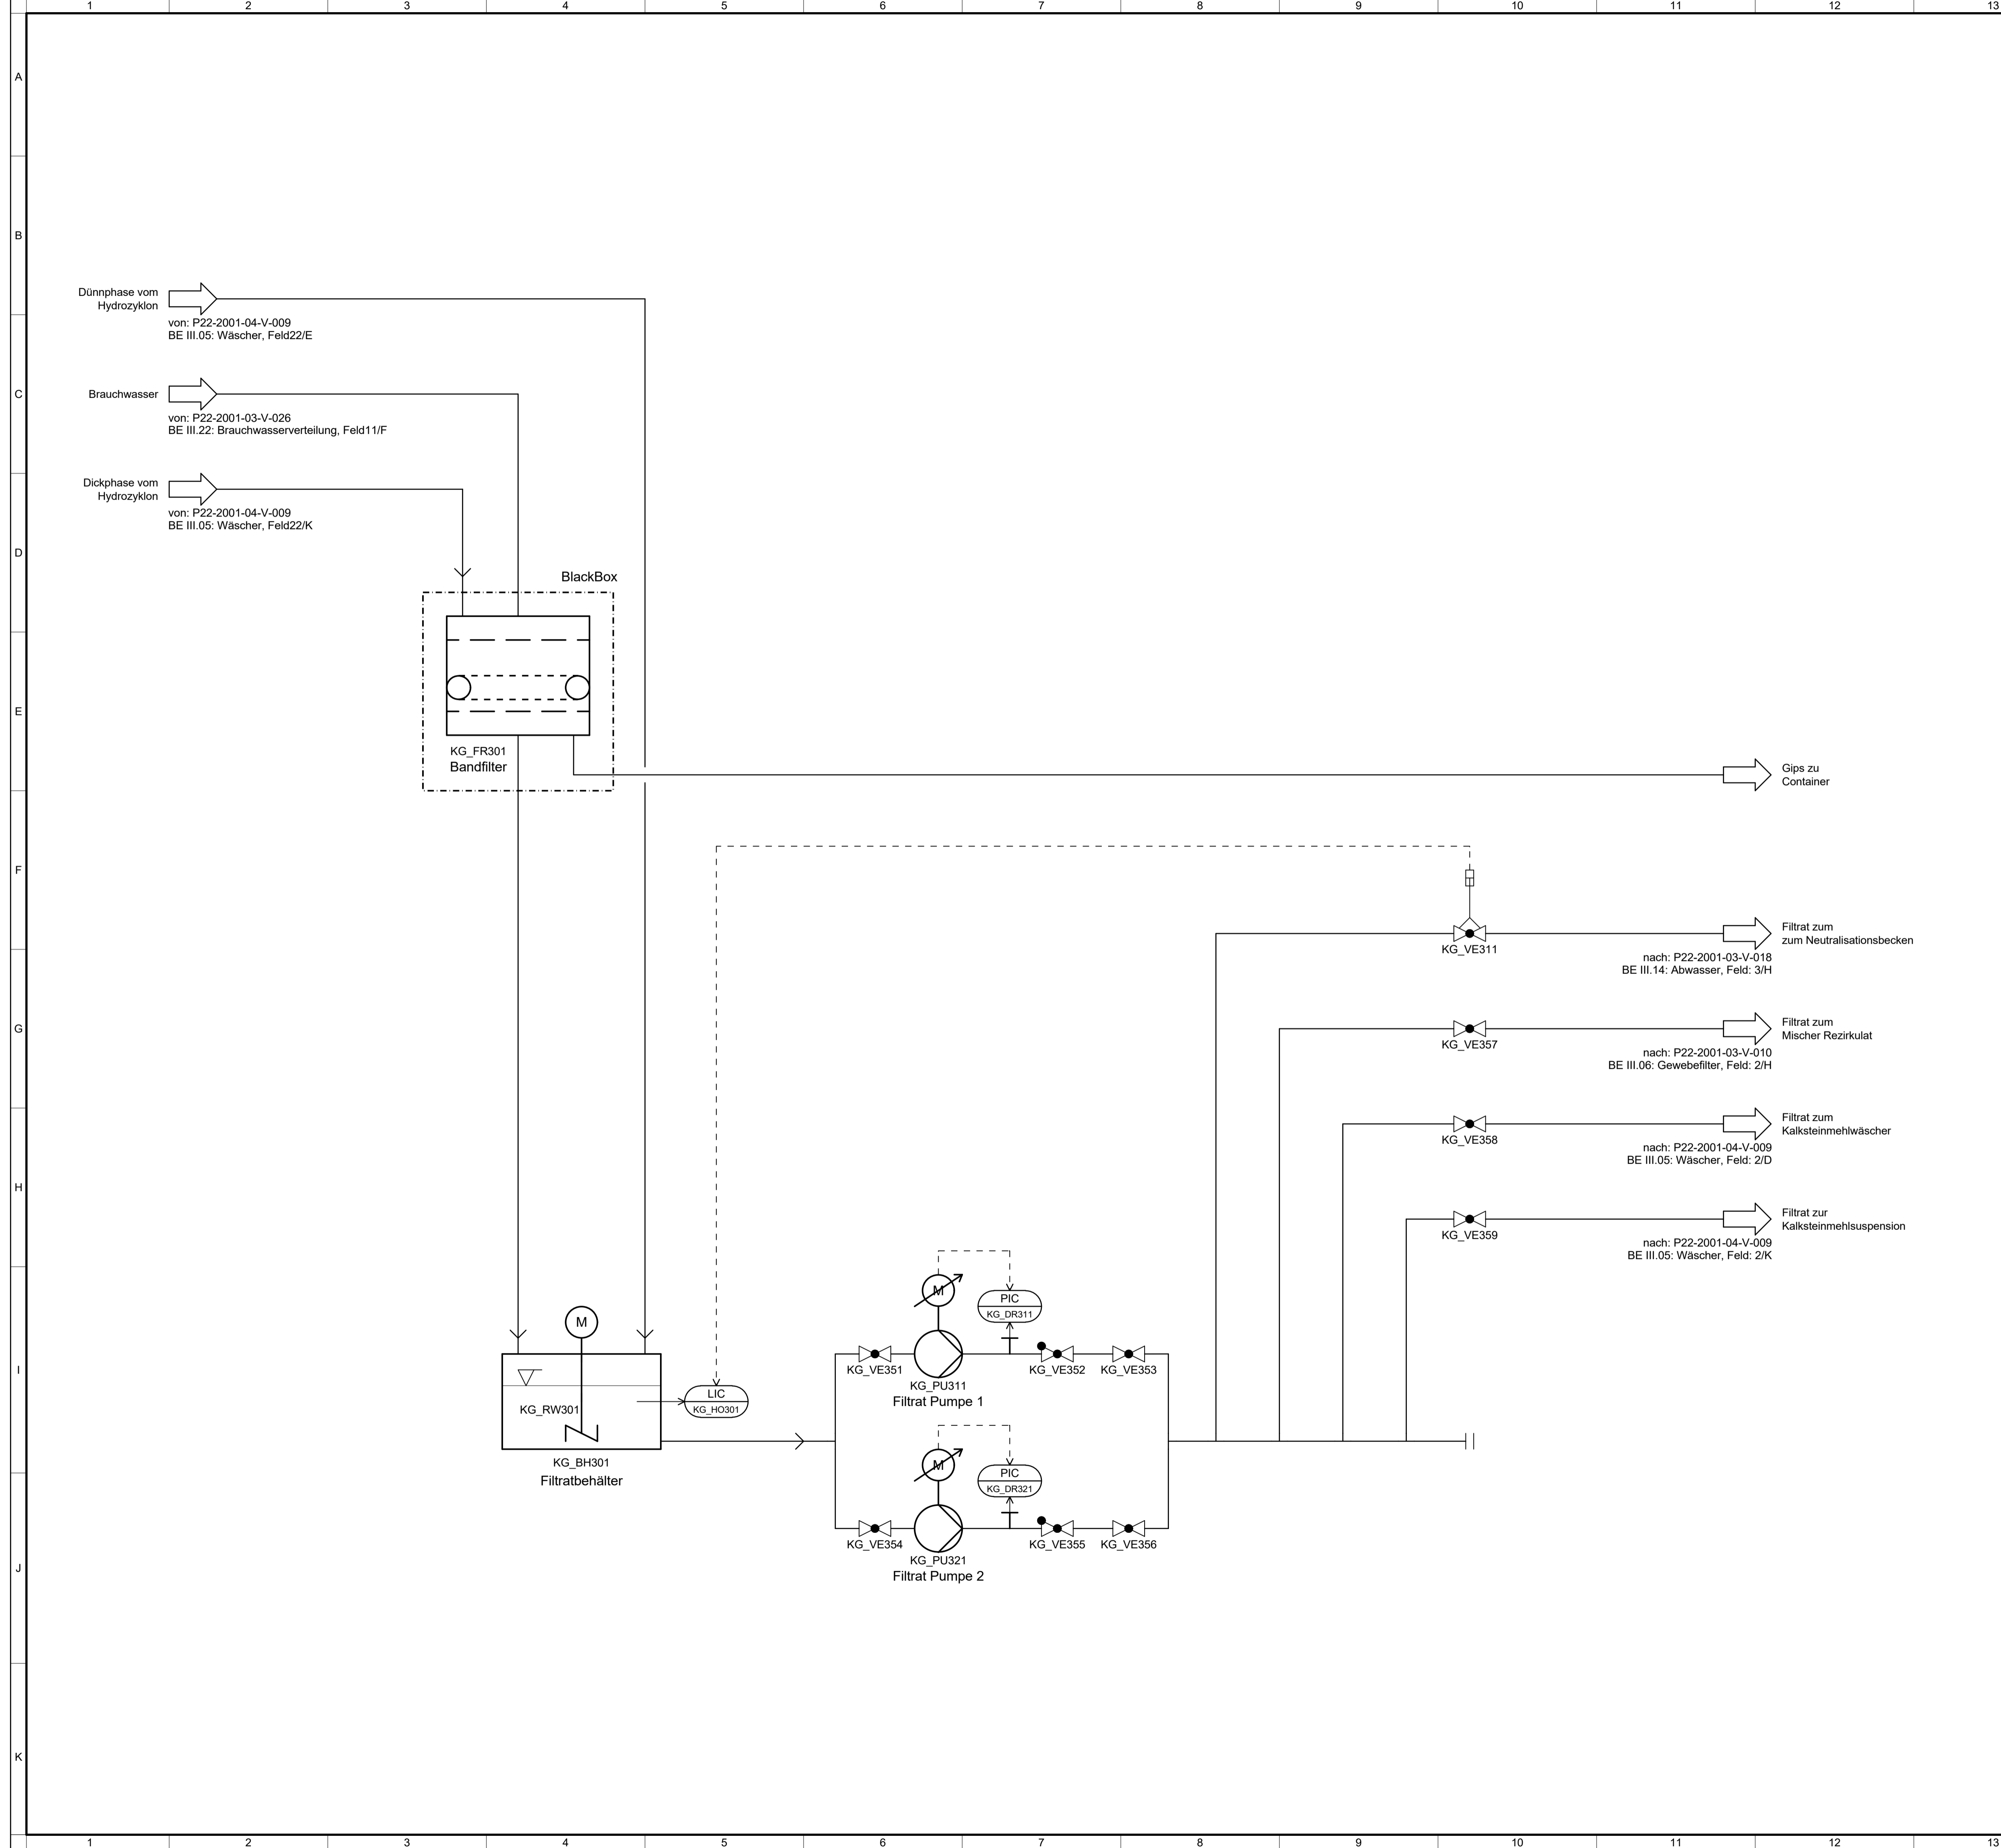 1 2 3 4 5 6 7 8 9 10 11 12 13
A
B
Dünnphase vom
Hydrozyklon
von: P22-2001-04-V-009
BE III.05: Wäscher, Feld22/E
C
Brauchwasser
von: P22-2001-03-V-026
BE III.22: Brauchwasserverteilung, Feld11/F
Dickphase vom
Hydrozyklon
von: P22-2001-04-V-009
BE III.05: Wäscher, Feld22/K
D
BlackBox
E
KG_FR301
Bandfilter
Gips zu
Container
F
KG_VE311
Filtrat zum
zum Neutralisationsbecken
nach: P22-2001-03-V-018
BE III.14: Abwasser, Feld: 3/H
G
KG_VE357
Filtrat zum
Mischer Rezirkulat
nach: P22-2001-03-V-010
BE III.06: Gewebefilter, Feld: 2/H
KG_VE358
Filtrat zum
Kalksteinmehlwäscher
nach: P22-2001-04-V-009
BE III.05: Wäscher, Feld: 2/D
H
KG_VE359
Filtrat zur
Kalksteinmehlsuspension
nach: P22-2001-04-V-009
BE III.05: Wäscher, Feld: 2/K
M
PIC
KG_DR311
M
I
KG_VE351
KG_PU311
Filtrat Pumpe 1
KG_VE352
KG_VE353
LIC
KG_HO301
KG_RW301
KG_BH301
Filtratbehälter
M
PIC
KG_DR321
KG_VE354
KG_PU321
Filtrat Pumpe 2
KG_VE355
KG_VE356
J
K
1 2 3 4 5 6 7 8 9 10 11 12 13